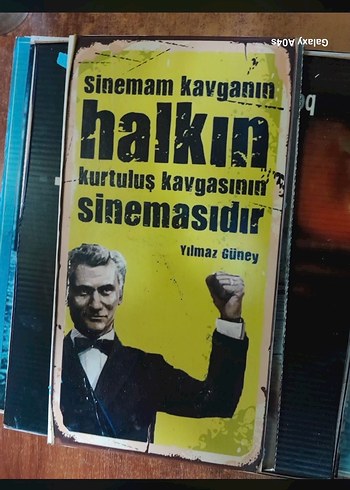 Galaxy A04s
Sinemam kavganın
halkın
kurtuluş kavgasının
sinemasıdır
Yılmaz Güney